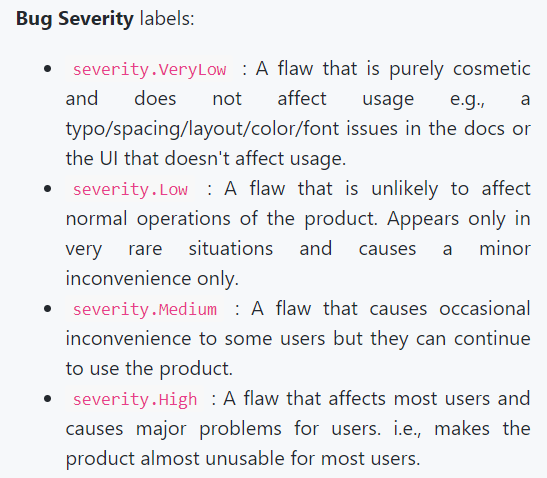 Bug Severity labels:
• severity.VeryLow : A flaw that is purely cosmetic
and does not affect usage e.g., a
typo/spacing/layout/color/font issues in the docs or
the UI that doesn't affect usage.
• severity.Low : A flaw that is unlikely to affect
normal operations of the product. Appears only in
very rare situations and causes a minor
inconvenience only.
• severity.Medium : A flaw that causes occasional
inconvenience to some users but they can continue
to use the product.
• severity.High : A flaw that affects most users and
causes major problems for users. i.e., makes the
product almost unusable for most users.